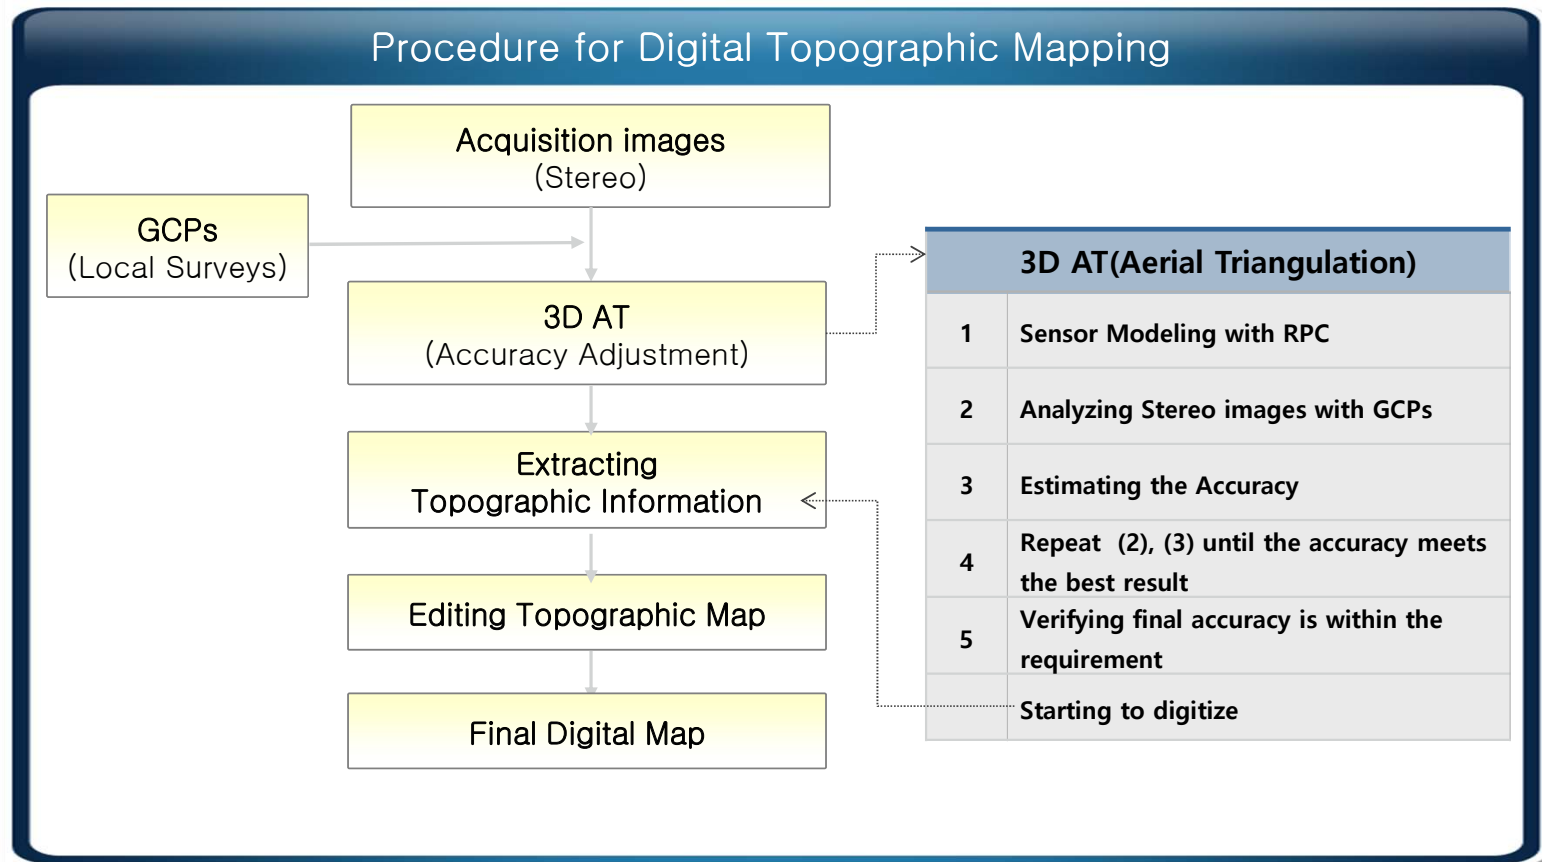 Procedure for Digital Topographic Mapping
Acquisition images
(Stereo)
GCPs
(Local Surveys)
3D AT
(Accuracy Adjustment)
Extracting
Topographic Information
Editing Topographic Map
Final Digital Map
3D AT(Aerial Triangulation)
1 Sensor Modeling with RPC
2 Analyzing Stereo images with GCPs
3 Estimating the Accuracy
4 Repeat (2), (3) until the accuracy meets
the best result
5 Verifying final accuracy is within the
requirement
Starting to digitize